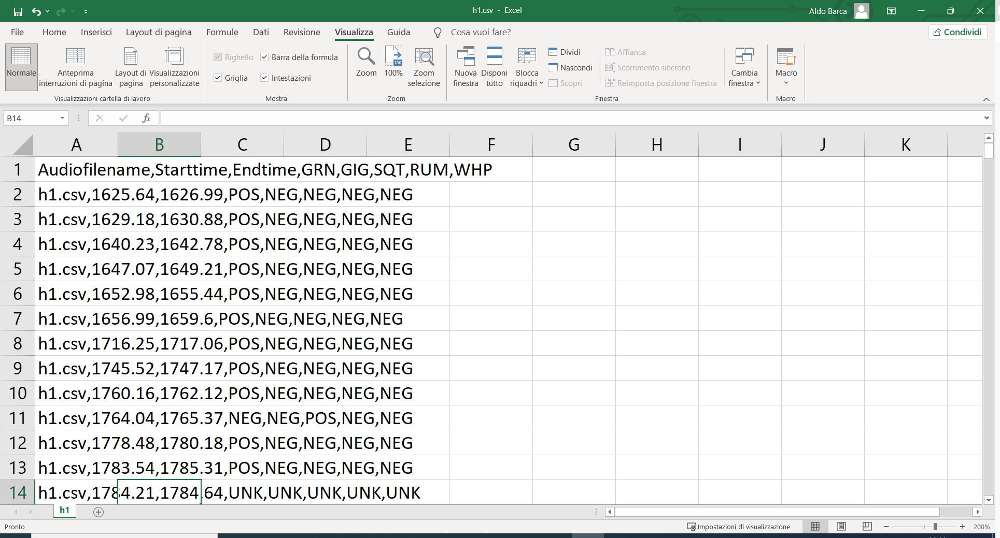 h1.csv - Excel
Aldo Barca
File Home Inserisci Layout di pagina Formule Dati Revisione Visualizza Guida Cosa vuoi fare? Condividi
Normale
Anteprima interruzioni di pagina
Layout di pagina
Visualizzazioni personalizzate
Visualizzazioni cartella di lavoro
Righello Barra della formula
Griglia Intestazioni
Mostra
Zoom
100
100%
Zoom selezione
Zoom
Nuova finestra
Disponi tutto
Blocca riquadri
Dividi
Nascondi
Scopri
Affianca
Scorrimento sincrono
Reimposta posizione finestra
Cambia finestra
Finestra
Macro
Macro
B14 fx
A B C D E F G H I J K
1 Audiofilename,Starttime,Endtime,GRN,GIG,SQT,RUM,WHP
2 h1.csv,1625.64,1626.99,POS,NEG,NEG,NEG,NEG
3 h1.csv,1629.18,1630.88,POS,NEG,NEG,NEG,NEG
4 h1.csv,1640.23,1642.78,POS,NEG,NEG,NEG,NEG
5 h1.csv,1647.07,1649.21,POS,NEG,NEG,NEG,NEG
6 h1.csv,1652.98,1655.44,POS,NEG,NEG,NEG,NEG
7 h1.csv,1656.99,1659.6,POS,NEG,NEG,NEG,NEG
8 h1.csv,1716.25,1717.06,POS,NEG,NEG,NEG,NEG
9 h1.csv,1745.52,1747.17,POS,NEG,NEG,NEG,NEG
10 h1.csv,1760.16,1762.12,POS,NEG,NEG,NEG,NEG
11 h1.csv,1764.04,1765.37,NEG,NEG,POS,NEG,NEG
12 h1.csv,1778.48,1780.18,POS,NEG,NEG,NEG,NEG
13 h1.csv,1783.54,1785.31,POS,NEG,NEG,NEG,NEG
14 h1.csv,1784.21,1784.64,UNK,UNK,UNK,UNK,UNK
h1
Pronto
Impostazioni di visualizzazione
200%